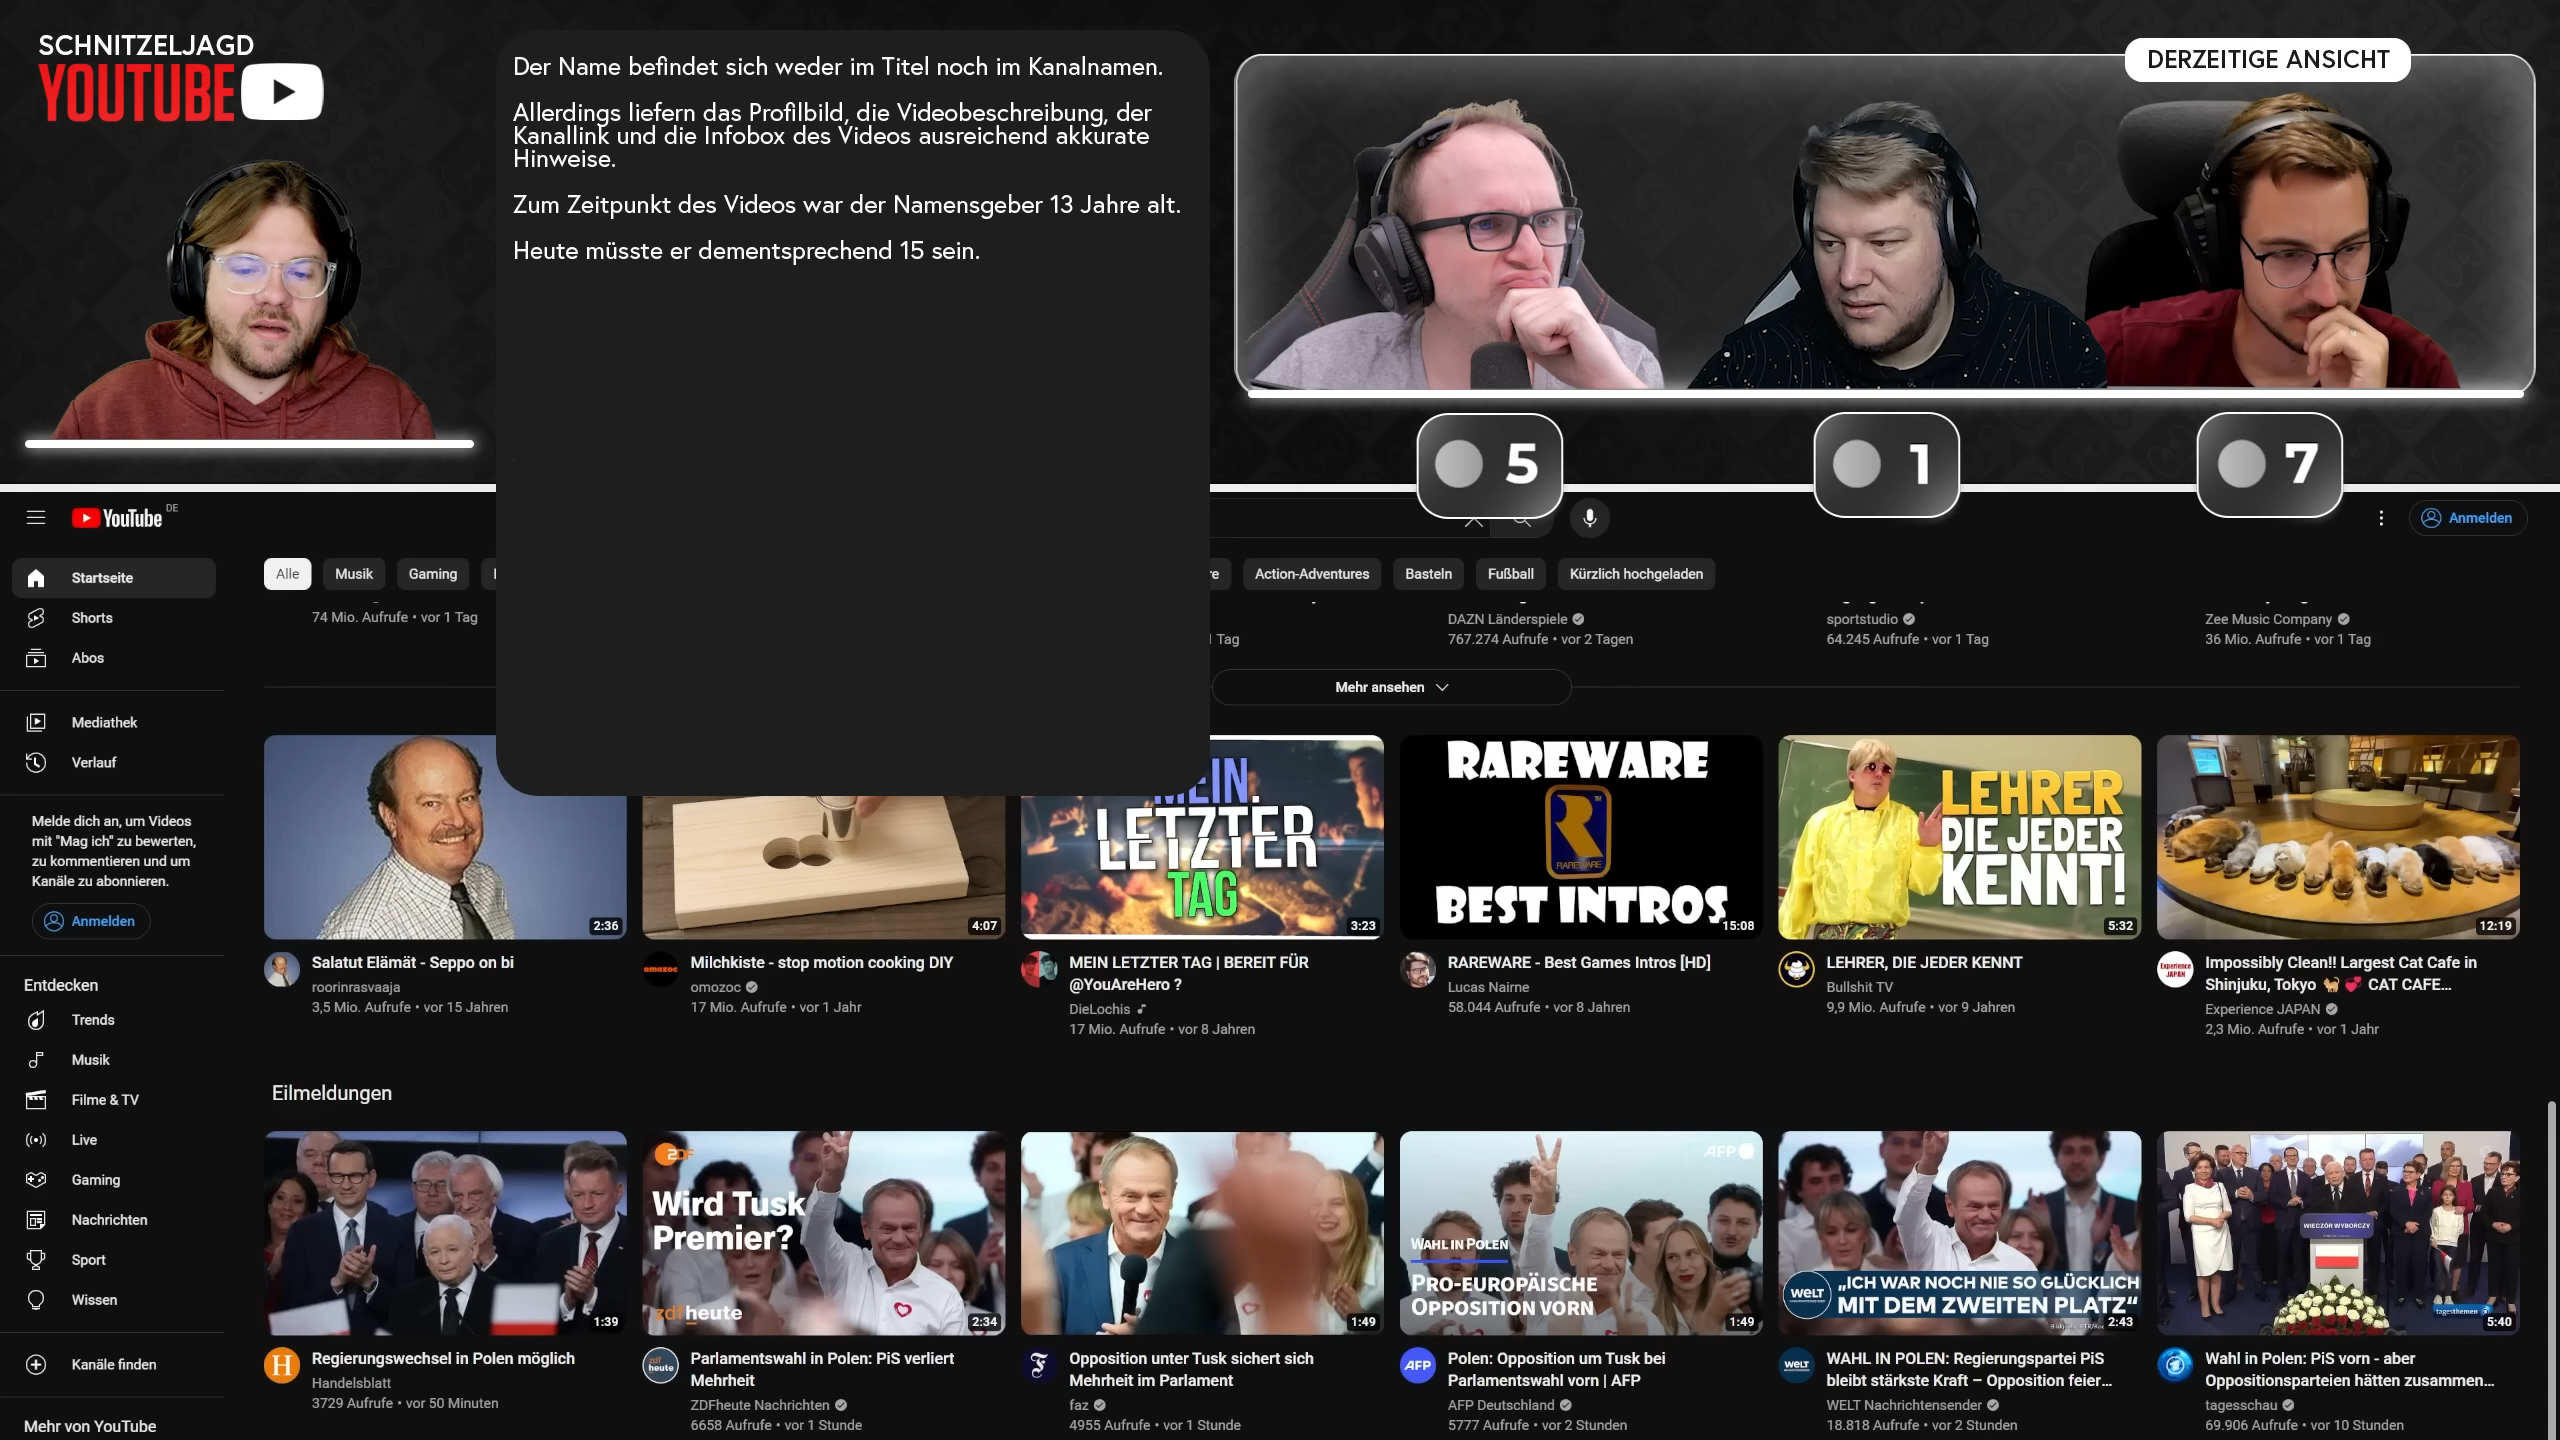 SCHNITZELJAGD
YOUTUBE
Der Name befindet sich weder im Titel noch im Kanalnamen.
Allerdings liefern das Profilbild, die Videobeschreibung, der
Kanallink und die Infobox des Videos ausreichend akkurate
Hinweise.
Zum Zeitpunkt des Videos war der Namensgeber 13 Jahre alt.
Heute müsste er dementsprechend 15 sein.
DERZEITIGE ANSICHT
5
1
7
YouTube DE
Anmelden
Startseite
Shorts
Abos
Mediathek
Verlauf
Melde dich an, um Videos
mit "Mag ich" zu bewerten,
zu kommentieren und um
Kanäle zu abonnieren.
Anmelden
Entdecken
Trends
Musik
Filme & TV
Live
Gaming
Nachrichten
Sport
Wissen
Kanäle finden
Mehr von YouTube
Alle
Musik
Gaming
re
Action-Adventures
Basteln
Fußball
Kürzlich hochgeladen
74 Mio. Aufrufe • vor 1 Tag
1 Tag
DAZN Länderspiele
767.274 Aufrufe • vor 2 Tagen
sportstudio
64.245 Aufrufe • vor 1 Tag
Zee Music Company
36 Mio. Aufrufe • vor 1 Tag
Mehr ansehen
2:36
Salatut Elämät - Seppo on bi
roorinrasvaaja
3,5 Mio. Aufrufe • vor 15 Jahren
4:07
omozoc
Milchkiste - stop motion cooking DIY
omozoc
17 Mio. Aufrufe • vor 1 Jahr
MEIN
LETZTER
TAG
3:23
MEIN LETZTER TAG | BEREIT FÜR
@YouAreHero ?
DieLochis
17 Mio. Aufrufe • vor 8 Jahren
RAREWARE
RAREWARE
BEST INTROS
15:08
RAREWARE - Best Games Intros [HD]
Lucas Nairne
58.044 Aufrufe • vor 8 Jahren
LEHRER
DIE JEDER
KENNT!
5:32
LEHRER, DIE JEDER KENNT
Bullshit TV
9,9 Mio. Aufrufe • vor 9 Jahren
12:19
Experience
JAPAN
Impossibly Clean!! Largest Cat Cafe in
Shinjuku, Tokyo 🐈 💞 CAT CAFE...
Experience JAPAN
2,3 Mio. Aufrufe • vor 1 Jahr
Eilmeldungen
1:39
H
Regierungswechsel in Polen möglich
Handelsblatt
3729 Aufrufe • vor 50 Minuten
ZDF
Wird Tusk
Premier?
zdfheute
2:34
zdf
heute
Parlamentswahl in Polen: PiS verliert
Mehrheit
ZDFheute Nachrichten
6658 Aufrufe • vor 1 Stunde
1:49
F
Opposition unter Tusk sichert sich
Mehrheit im Parlament
faz
4955 Aufrufe • vor 1 Stunde
AFP
WAHL IN POLEN
PRO-EUROPÄISCHE
OPPOSITION VORN
1:49
AFP
Polen: Opposition um Tusk bei
Parlamentswahl vorn | AFP
AFP Deutschland
5777 Aufrufe • vor 2 Stunden
welt
„ICH WAR NOCH NIE SO GLÜCKLICH
MIT DEM ZWEITEN PLATZ“
2:43
welt
WAHL IN POLEN: Regierungspartei PiS
bleibt stärkste Kraft – Opposition feier...
WELT Nachrichtensender
18.818 Aufrufe • vor 2 Stunden
WIECZÓR WYBORCZY
tagesthemen
5:40
Wahl in Polen: PiS vorn - aber
Oppositionsparteien hätten zusammen...
tagesschau
69.906 Aufrufe • vor 10 Stunden